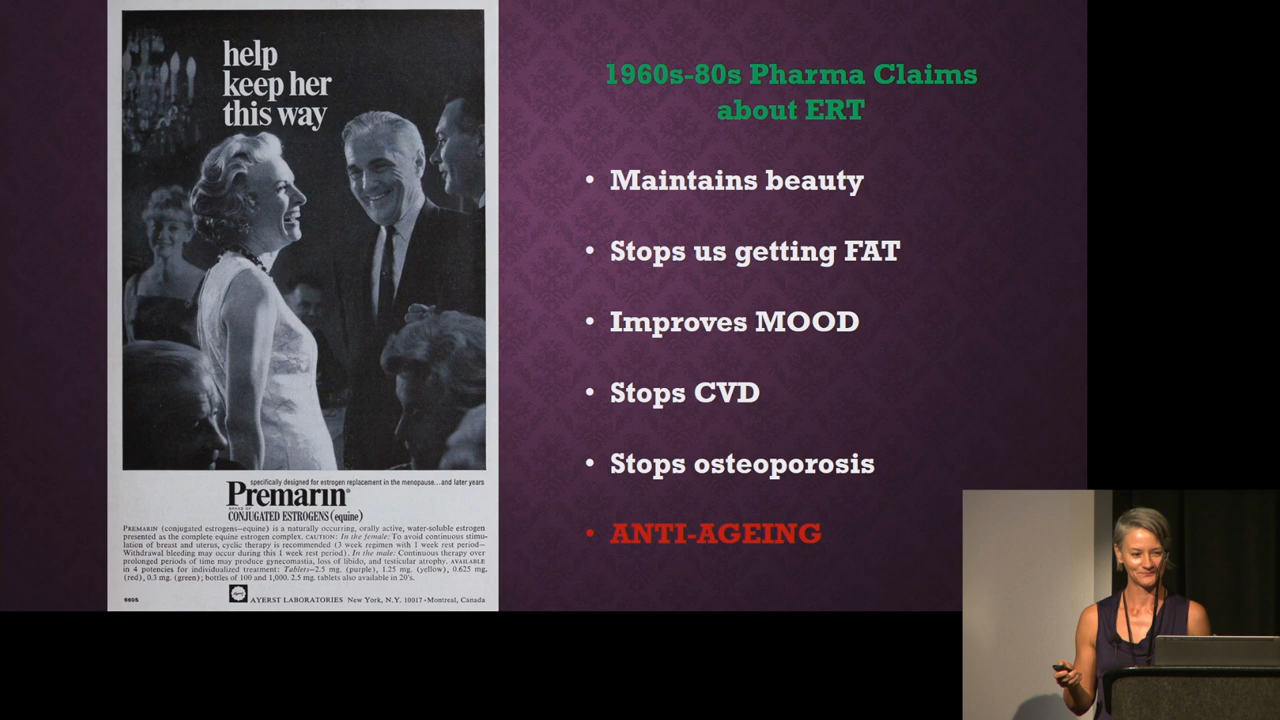 help
keep her
this way
specifically designed for estrogen replacement in the menopause...and later years
Premarin®
BRAND OF
CONJUGATED ESTROGENS (equine)
PREMARIN (conjugated estrogens—equine) is a naturally occurring, orally active, water-soluble estrogen
presented as the complete equine estrogen complex. CAUTION: In the female: To avoid continuous stimu-
lation of breast and uterus, cyclic therapy is recommended (3 week regimen with 1 week rest period—
Withdrawal bleeding may occur during this 1 week rest period). In the male: Continuous therapy over
prolonged periods of time may produce gynecomastia, loss of libido, and testicular atrophy. AVAILABLE
in 4 potencies for individualized treatment: Tablets—2.5 mg. (purple), 1.25 mg. (yellow), 0.625 mg.
(red), 0.3 mg. (green); bottles of 100 and 1,000. 2.5 mg. tablets also available in 20's.
6605
AYERST LABORATORIES New York, N.Y. 10017 • Montreal, Canada
1960s-80s Pharma Claims
about ERT
• Maintains beauty
• Stops us getting FAT
• Improves MOOD
• Stops CVD
• Stops osteoporosis
• ANTI-AGEING